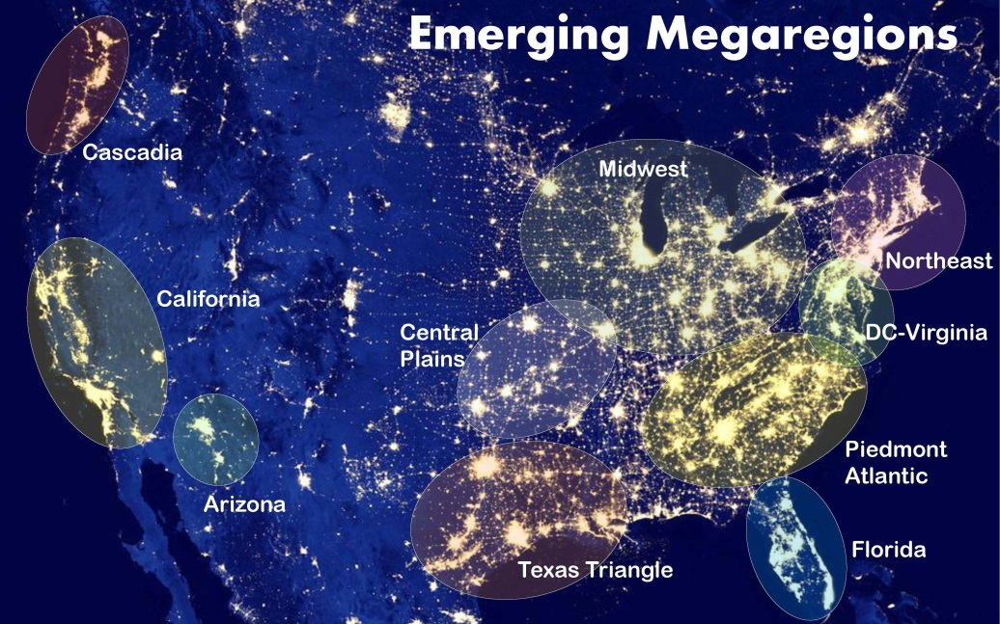 Emerging Megaregions
Cascadia
Midwest
Northeast
California
DC-Virginia
Central
Plains
Piedmont
Atlantic
Arizona
Florida
Texas Triangle